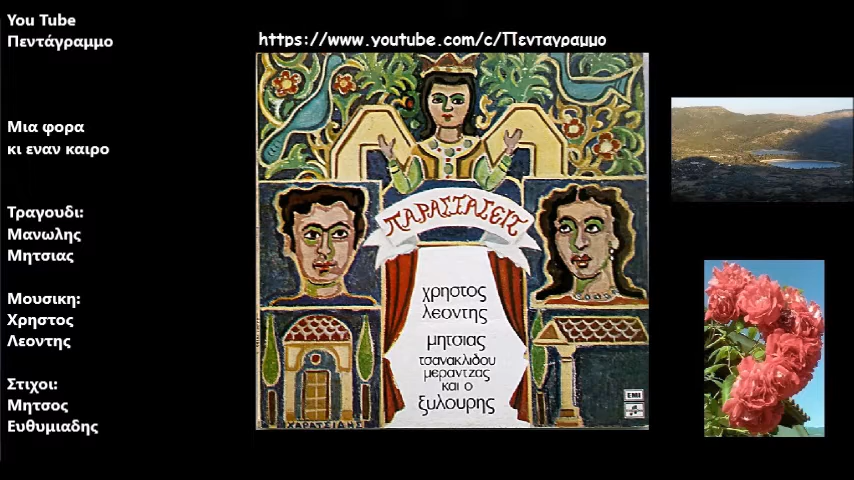 You Tube
Πεντάγραμμο
Μια φορα
κι εναν καιρο
Τραγουδι:
Μανωλης
Μητσιας
Μουσικη:
Χρηστος
Λεοντης
Στιχοι:
Μητσος
Ευθυμιαδης
https://www.youtube.com/c/Πενταγραμμο
ΠΑΡΑΣΤΑΣΕΙΣ
χρηστος
λεοντης
μητσιας
τσανακλιδου
μεραντζας
και ο
ξυλουρης
ΧΑΡΑΤΣΙΔΗΣ
EMI